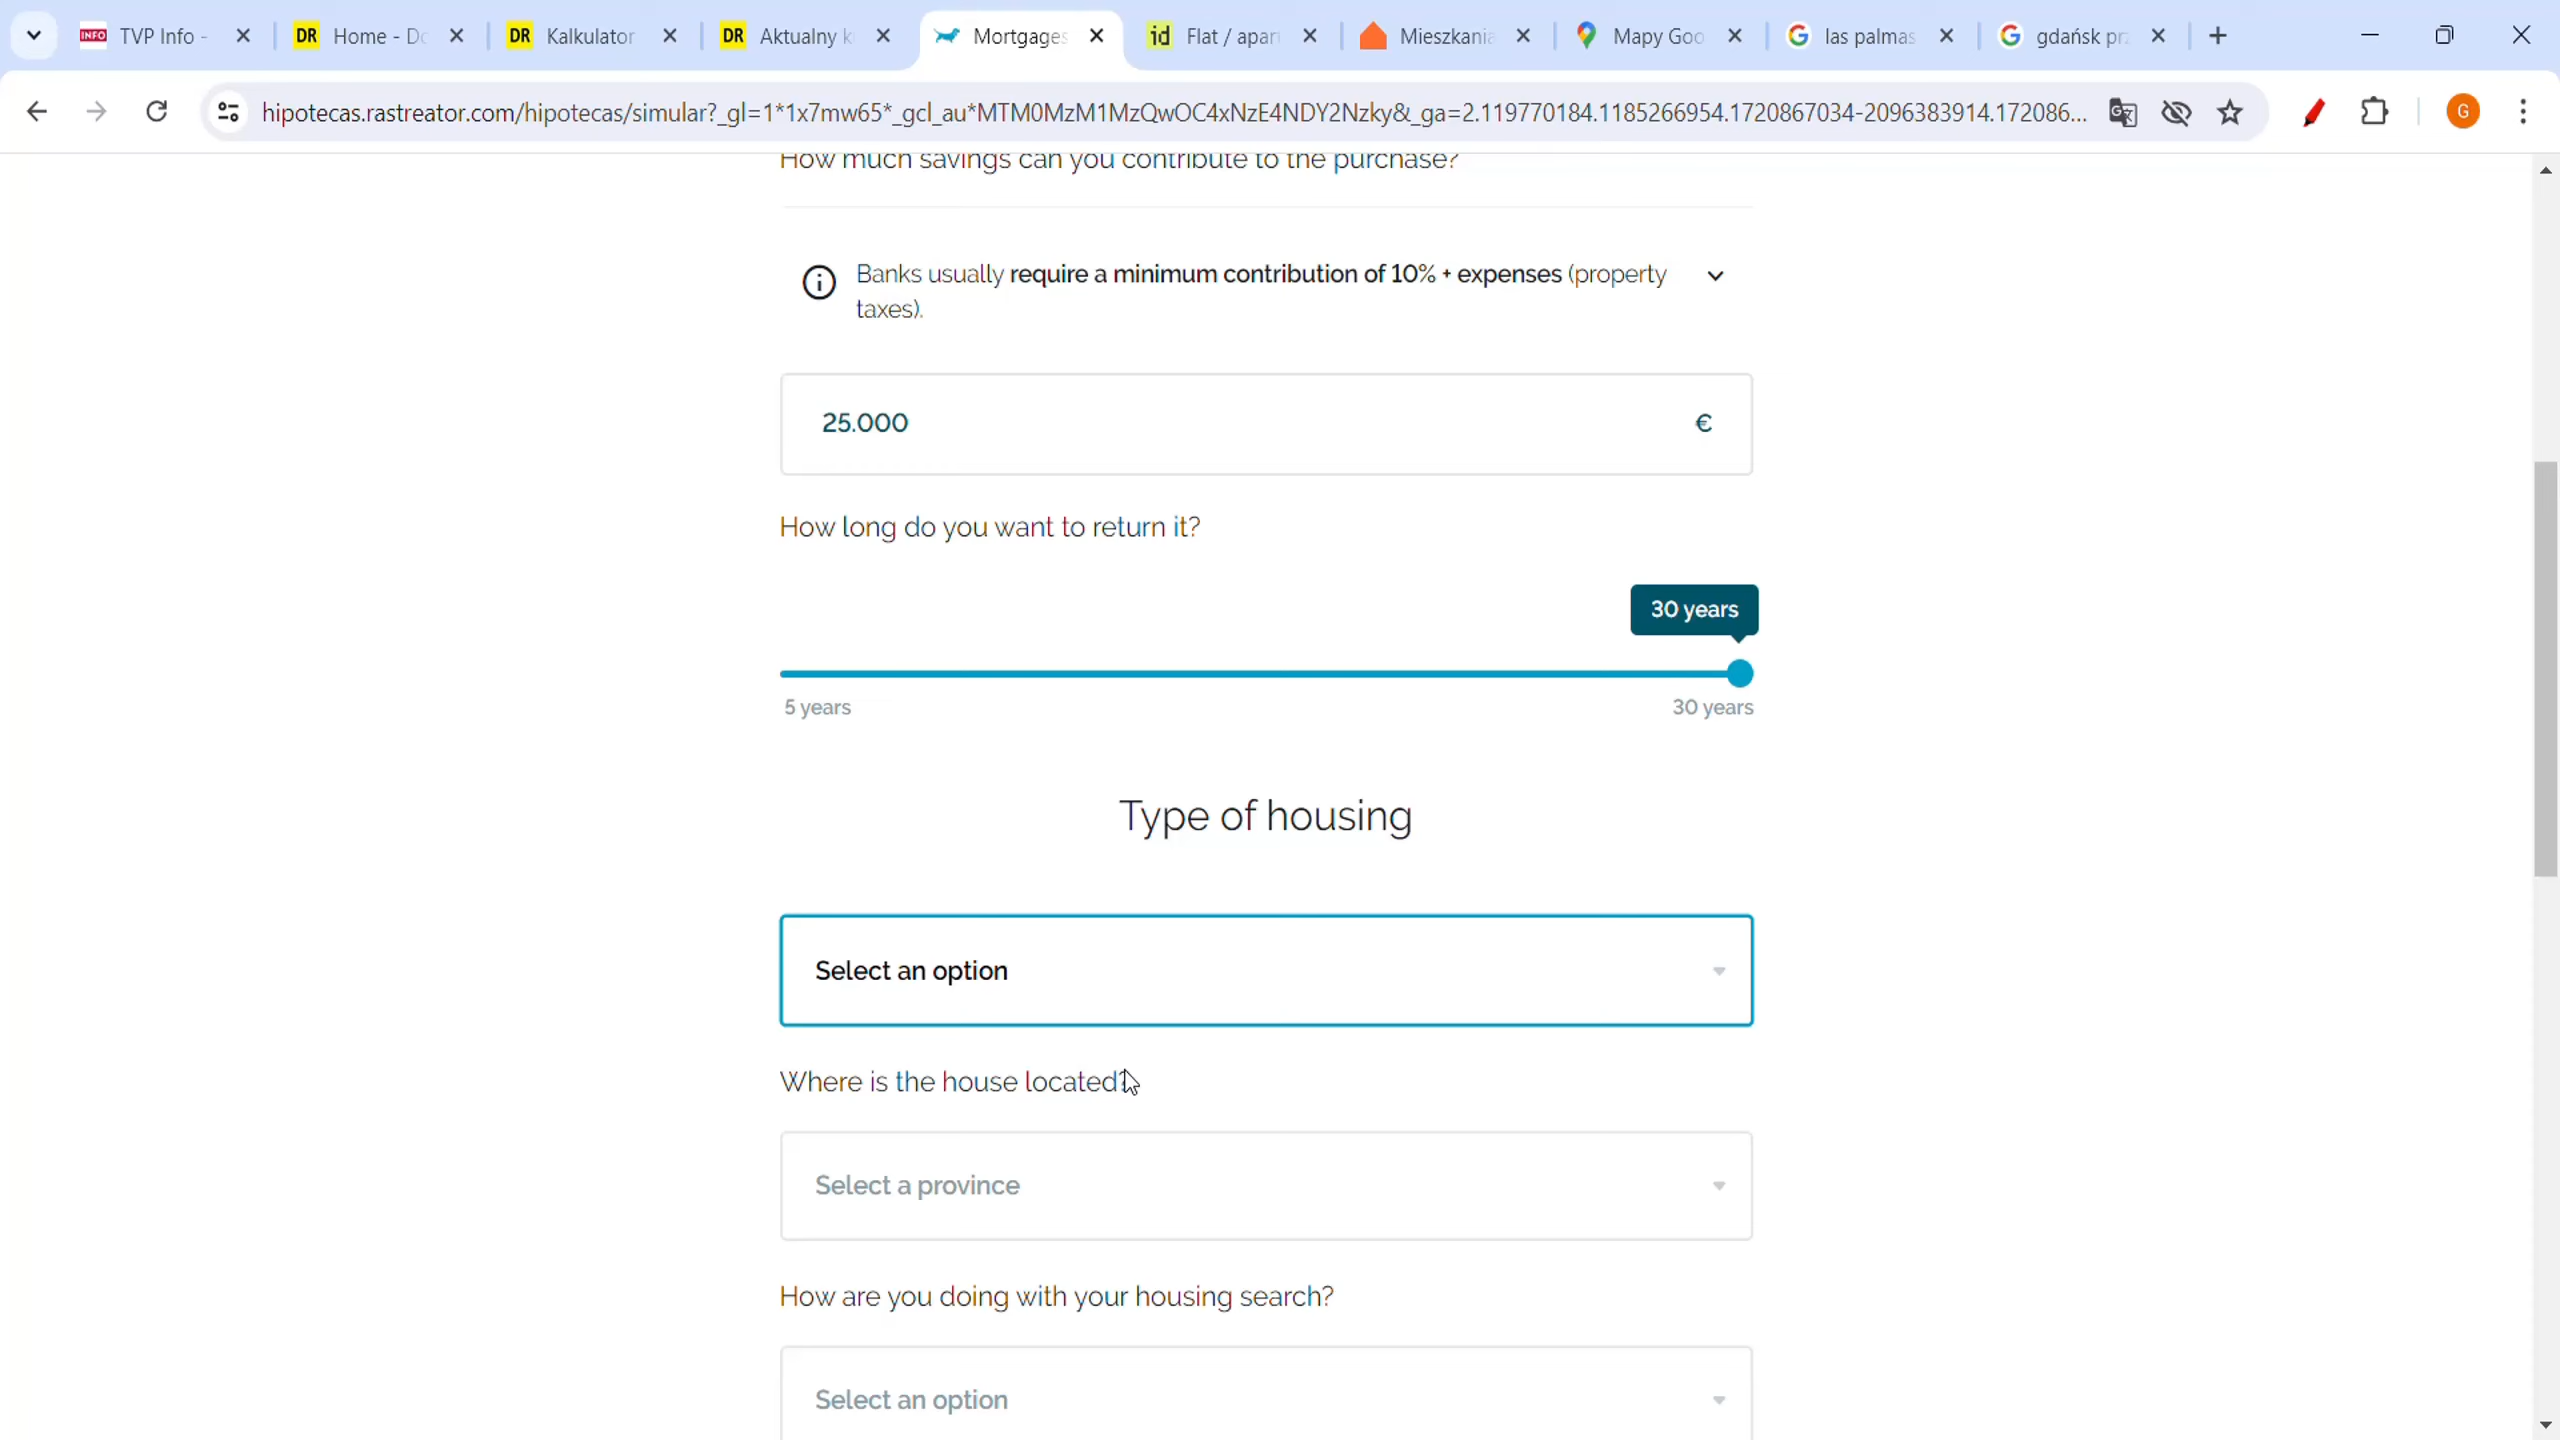 TVP Info -
Home - Do
Kalkulator
Aktualny k
Mortgages
Flat / apar
Mieszkania
Mapy Goo
las palmas
gdańsk prz
hipotecas.rastreator.com/hipotecas/simular?_gl=1*1x7mw65*_gcl_au*MTM0MzM1MzQwOC4xNzE4NDY2Nzky&_ga=2.119770184.1185266954.1720867034-2096383914.172086...
G
How much savings can you contribute to the purchase?
Banks usually require a minimum contribution of 10% + expenses (property
taxes).
25.000 €
How long do you want to return it?
30 years
5 years
30 years
Type of housing
Select an option
Where is the house located?
Select a province
How are you doing with your housing search?
Select an option